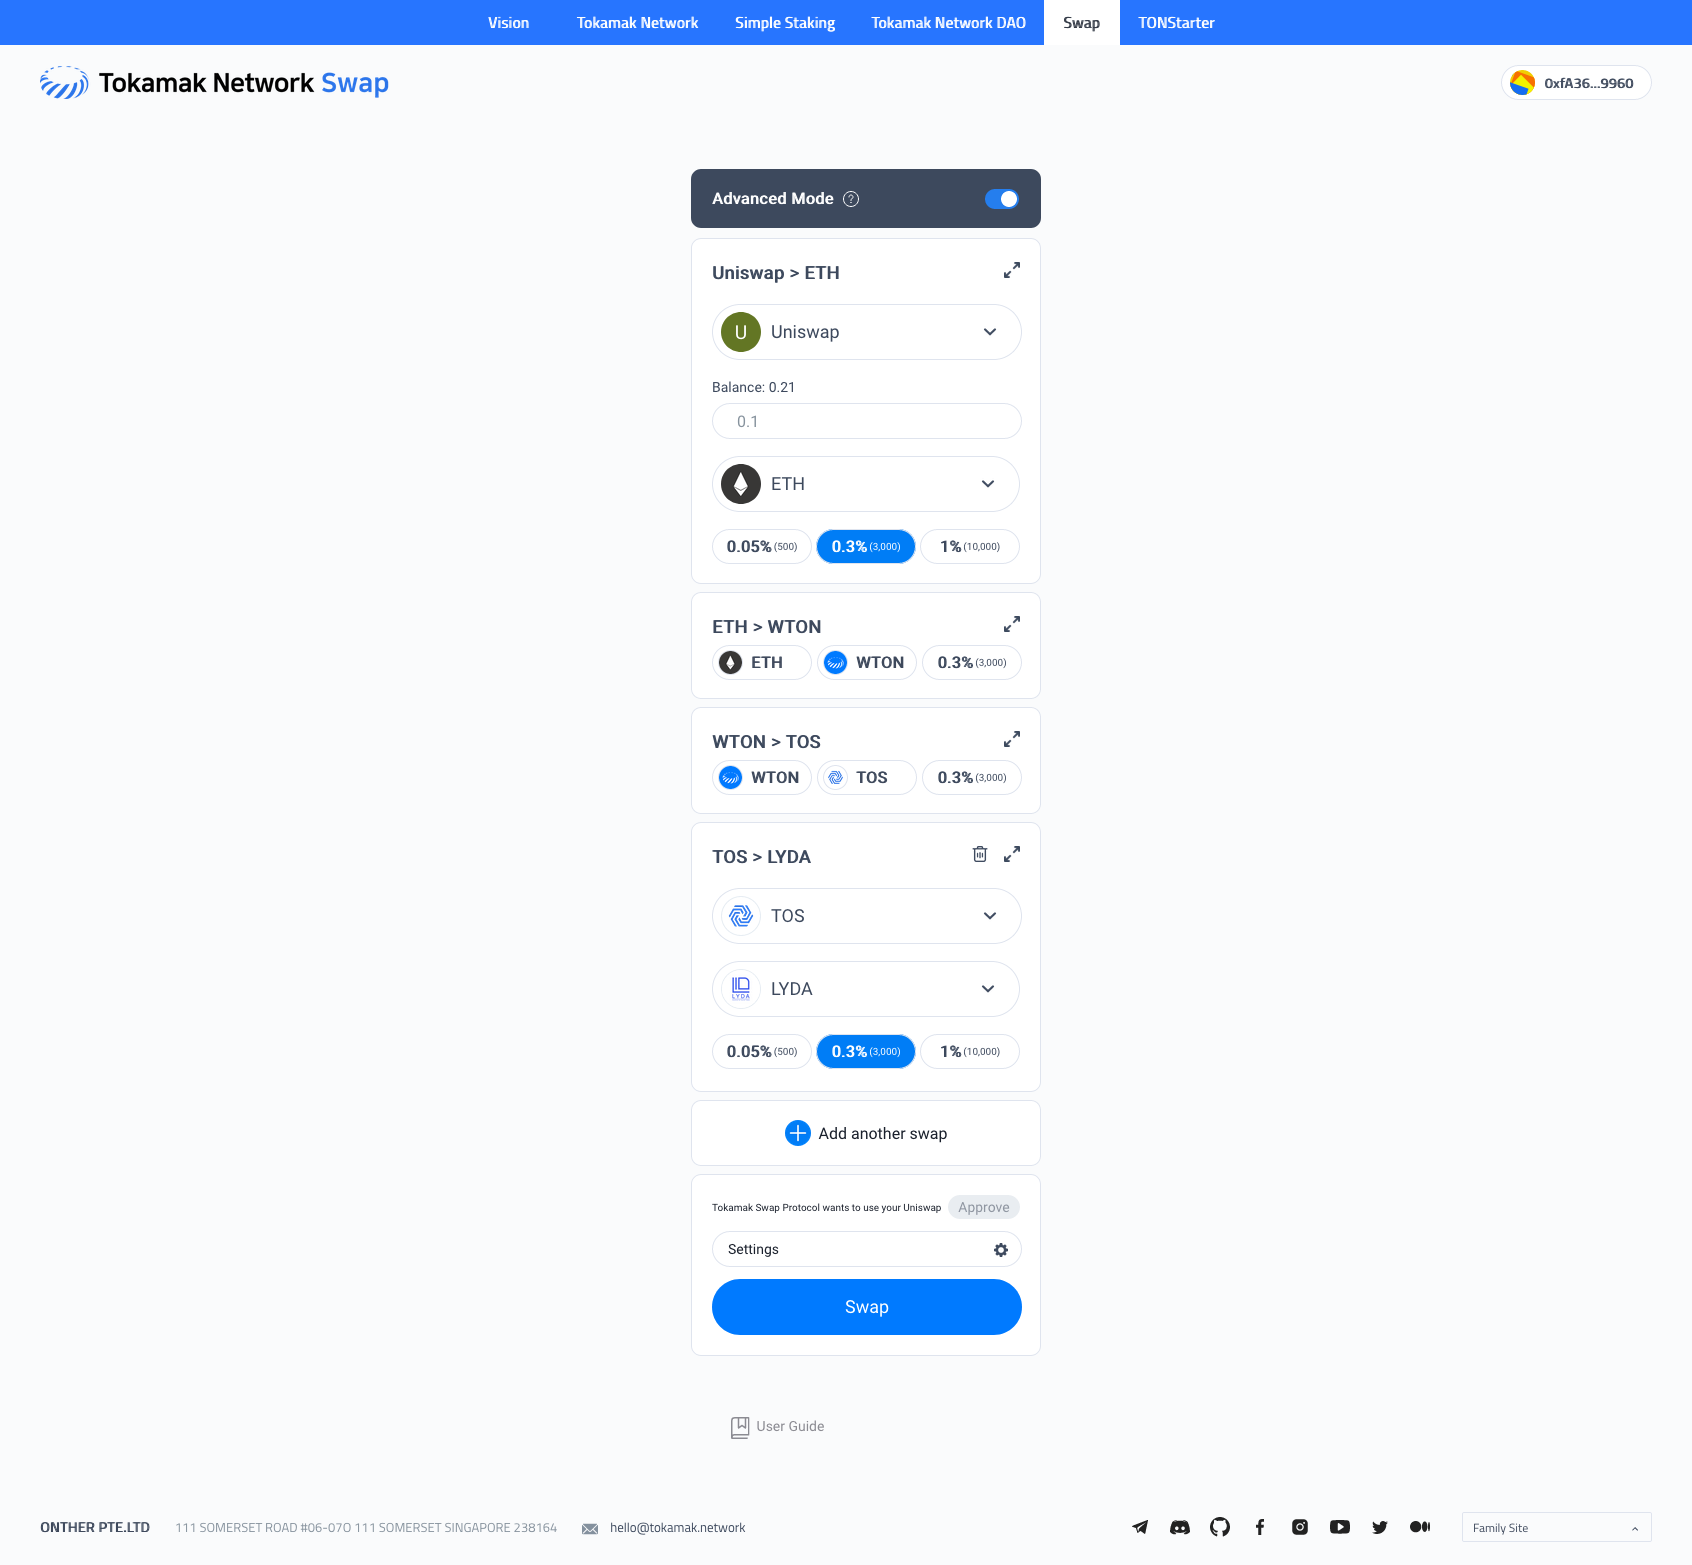 Vision Tokamak Network Simple Staking Tokamak Network DAO Swap TONStarter
Tokamak Network Swap
0xfA36...9960
Advanced Mode ?
Uniswap > ETH
U Uniswap
Balance: 0.21
0.1
ETH
0.05% (500) 0.3% (3,000) 1% (10,000)
ETH > WTON
ETH WTON 0.3% (3,000)
WTON > TOS
WTON TOS 0.3% (3,000)
TOS > LYDA
TOS
LYDA LYDA
0.05% (500) 0.3% (3,000) 1% (10,000)
Add another swap
Tokamak Swap Protocol wants to use your Uniswap Approve
Settings
Swap
User Guide
ONTHER PTE.LTD 111 SOMERSET ROAD #06-07O 111 SOMERSET SINGAPORE 238164 hello@tokamak.network Family Site